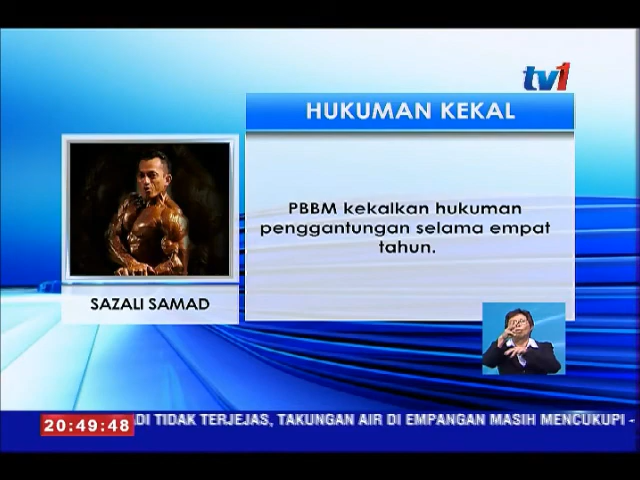 tv1
HUKUMAN KEKAL
PBBM kekalkan hukuman
penggantungan selama empat
tahun.
SAZALI SAMAD
20:49:48
DI TIDAK TERJEJAS, TAKUNGAN AIR DI EMPANGAN MASIH MENCUKUPI -